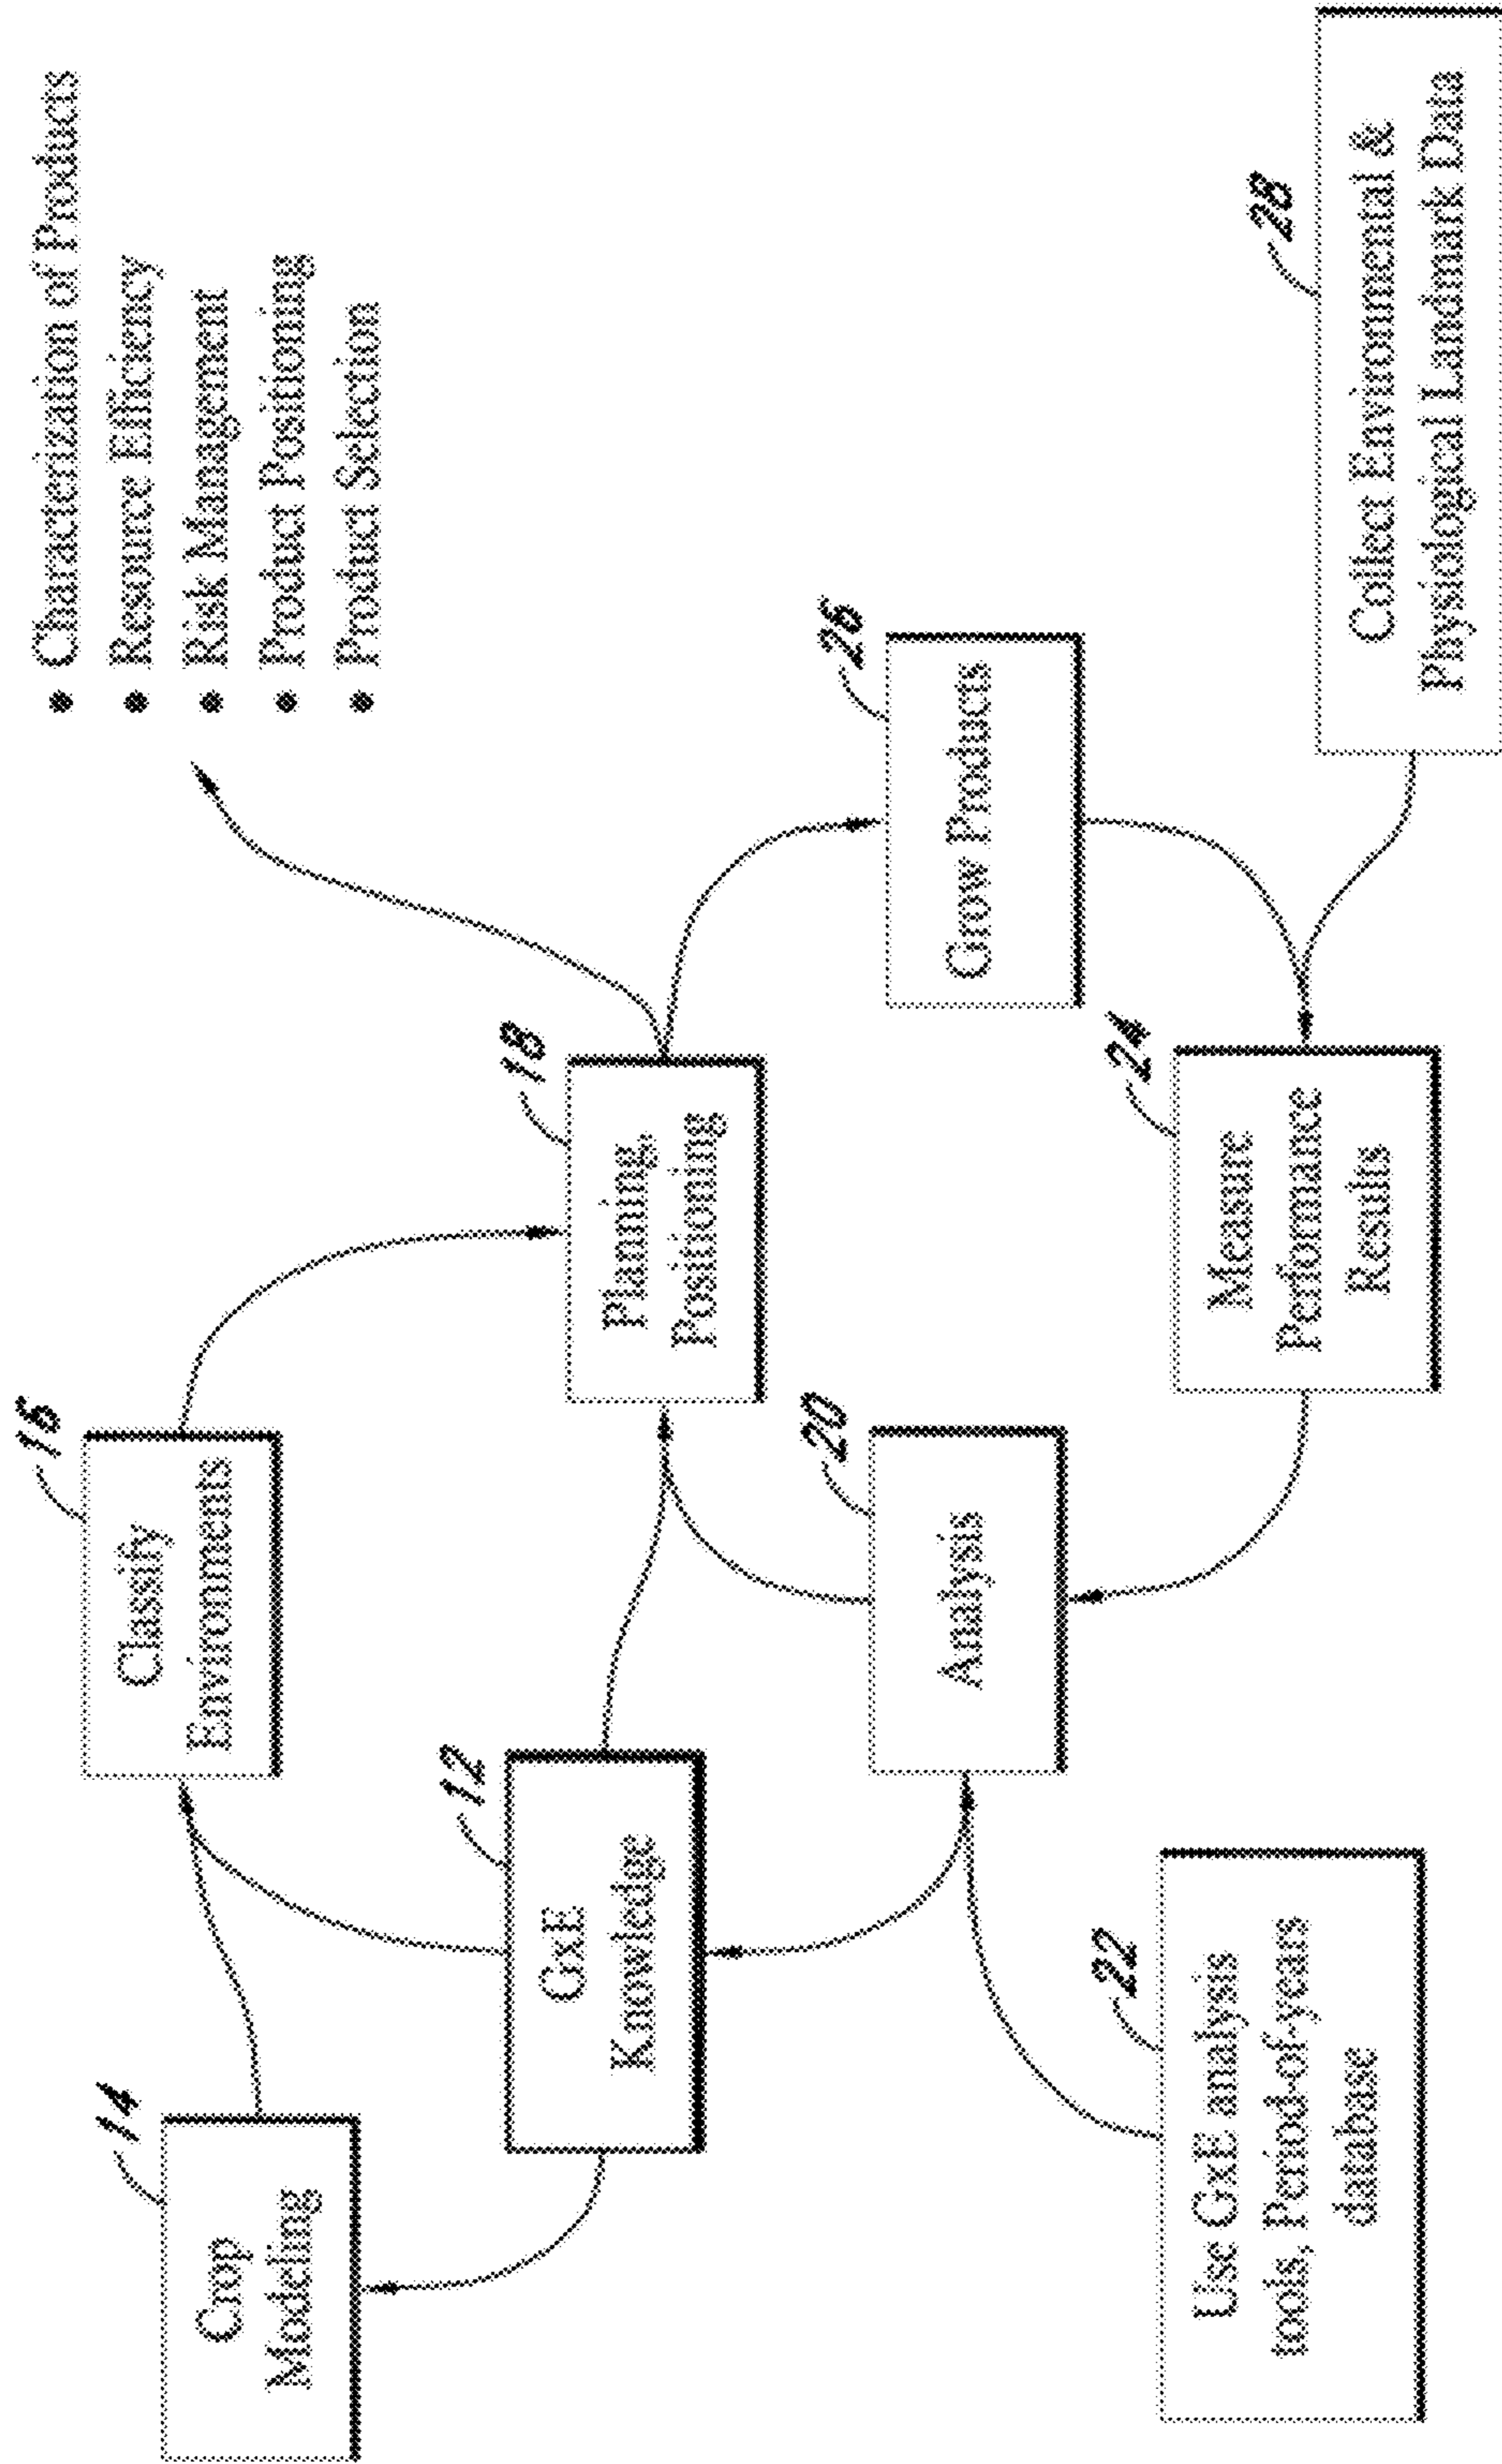 ● Characterization of Products
● Resource Efficiency
● Risk Management
● Product Positioning
● Product Selection
16
Classify
Environments
14
Crop
Modeling
18
Planning,
Positioning
12
GxE
Knowledge
26
Grow Products
20
Analysis
24
Measure
Performance
Results
22
Use GxE analysis
tools, Period-of-years
database
28
Collect Environmental &
Physiological Landmark Data